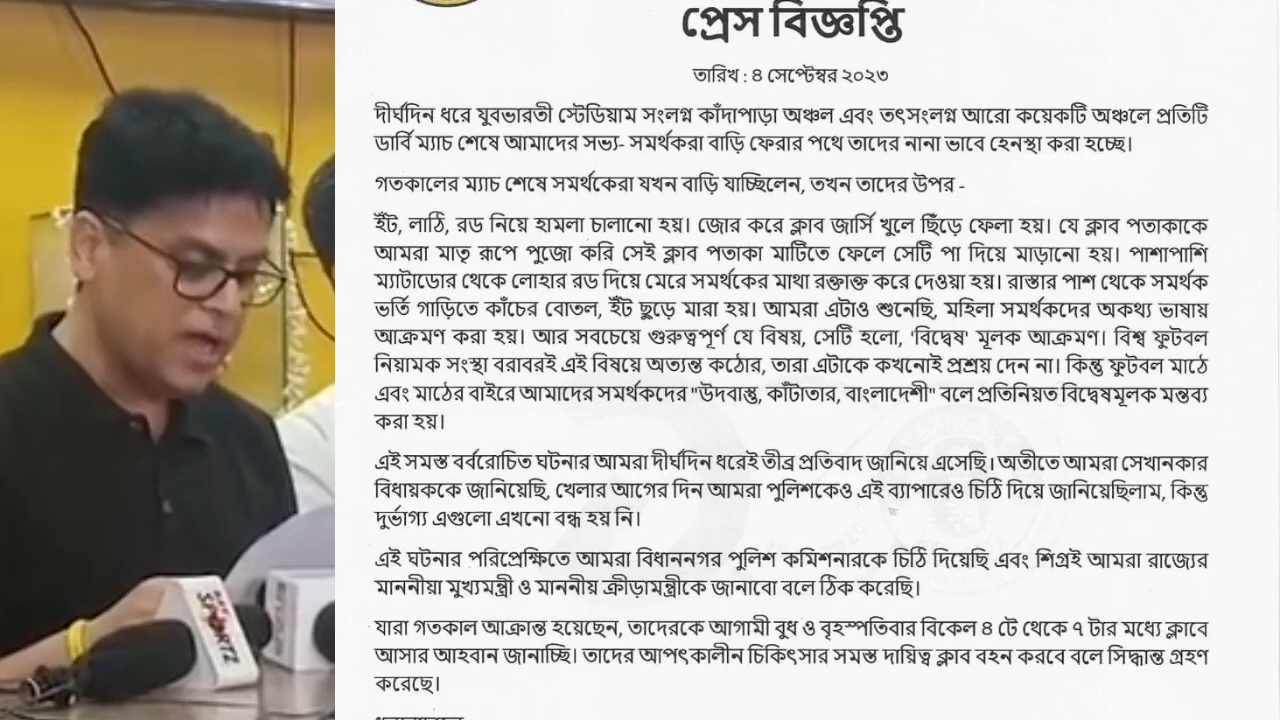 প্রেস বিজ্ঞপ্তি
তারিখ : ৪ সেপ্টেম্বর ২০২৩
দীর্ঘদিন ধরে যুবভারতী স্টেডিয়াম সংলগ্ন কাঁদাপাড়া অঞ্চল এবং তৎসংলগ্ন আরো কয়েকটি অঞ্চলে প্রতিটি
ডার্বি ম্যাচ শেষে আমাদের সভ্য- সমর্থকরা বাড়ি ফেরার পথে তাদের নানা ভাবে হেনস্থা করা হচ্ছে।
গতকালের ম্যাচ শেষে সমর্থকেরা যখন বাড়ি যাচ্ছিলেন, তখন তাদের উপর -
ইঁট, লাঠি, রড নিয়ে হামলা চালানো হয়। জোর করে ক্লাব জার্সি খুলে ছিঁড়ে ফেলা হয়। যে ক্লাব পতাকাকে
আমরা মাতৃ রূপে পুজো করি সেই ক্লাব পতাকা মাটিতে ফেলে সেটি পা দিয়ে মাড়ানো হয়। পাশাপাশি
ম্যাটাডোর থেকে লোহার রড দিয়ে মেরে সমর্থকের মাথা রক্তাক্ত করে দেওয়া হয়। রাস্তার পাশ থেকে সমর্থক
ভর্তি গাড়িতে কাঁচের বোতল, ইঁট ছুড়ে মারা হয়। আমরা এটাও শুনেছি, মহিলা সমর্থকদের অকথ্য ভাষায়
আক্রমণ করা হয়। আর সবচেয়ে গুরুত্বপূর্ণ যে বিষয়, সেটি হলো, 'বিদ্বেষ' মূলক আক্রমণ। বিশ্ব ফুটবল
নিয়ামক সংস্থা বরাবরই এই বিষয়ে অত্যন্ত কঠোর, তারা এটাকে কখনোই প্রশ্রয় দেন না। কিন্তু ফুটবল মাঠে
এবং মাঠের বাইরে আমাদের সমর্থকদের "উদবাস্তু, কাঁটাতার, বাংলাদেশী" বলে প্রতিনিয়ত বিদ্বেষমূলক মন্তব্য
করা হয়।
এই সমস্ত বর্বরোচিত ঘটনার আমরা দীর্ঘদিন ধরেই তীব্র প্রতিবাদ জানিয়ে এসেছি। অতীতে আমরা সেখানকার
বিধায়ককে জানিয়েছি, খেলার আগের দিন আমরা পুলিশকেও এই ব্যাপারেও চিঠি দিয়ে জানিয়েছিলাম, কিন্তু
দুর্ভাগ্য এগুলো এখনো বন্ধ হয় নি।
এই ঘটনার পরিপ্রেক্ষিতে আমরা বিধাননগর পুলিশ কমিশনারকে চিঠি দিয়েছি এবং শিগ্রই আমরা রাজ্যের
মাননীয়া মুখ্যমন্ত্রী ও মাননীয় ক্রীড়ামন্ত্রীকে জানাবো বলে ঠিক করেছি।
যারা গতকাল আক্রান্ত হয়েছেন, তাদেরকে আগামী বুধ ও বৃহস্পতিবার বিকেল ৪ টে থেকে ৭ টার মধ্যে ক্লাবে
আসার আহবান জানাচ্ছি। তাদের আপৎকালীন চিকিৎসার সমস্ত দায়িত্ব ক্লাব বহন করবে বলে সিদ্ধান্ত গ্রহণ
করেছে।
SPORTZ